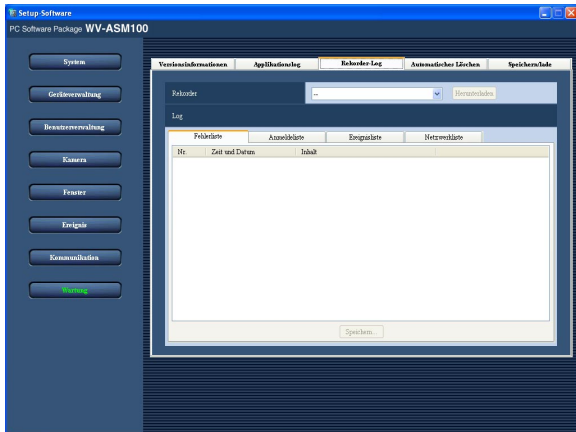 Setup-Software
PC Software Package WV-ASM100
System
Geräteverwaltung
Benutzerverwaltung
Kamera
Fenster
Ereignis
Kommunikation
Wartung
Versionsinformationen Applikationslog Rekorder-Log Automatisches Löschen Speichern/lade
Rekorder -- Herunterladen
Log
Fehlerliste Anmeldeliste Ereignisliste Netzwerkliste
Nr. Zeit und Datum Inhalt
Speichern...